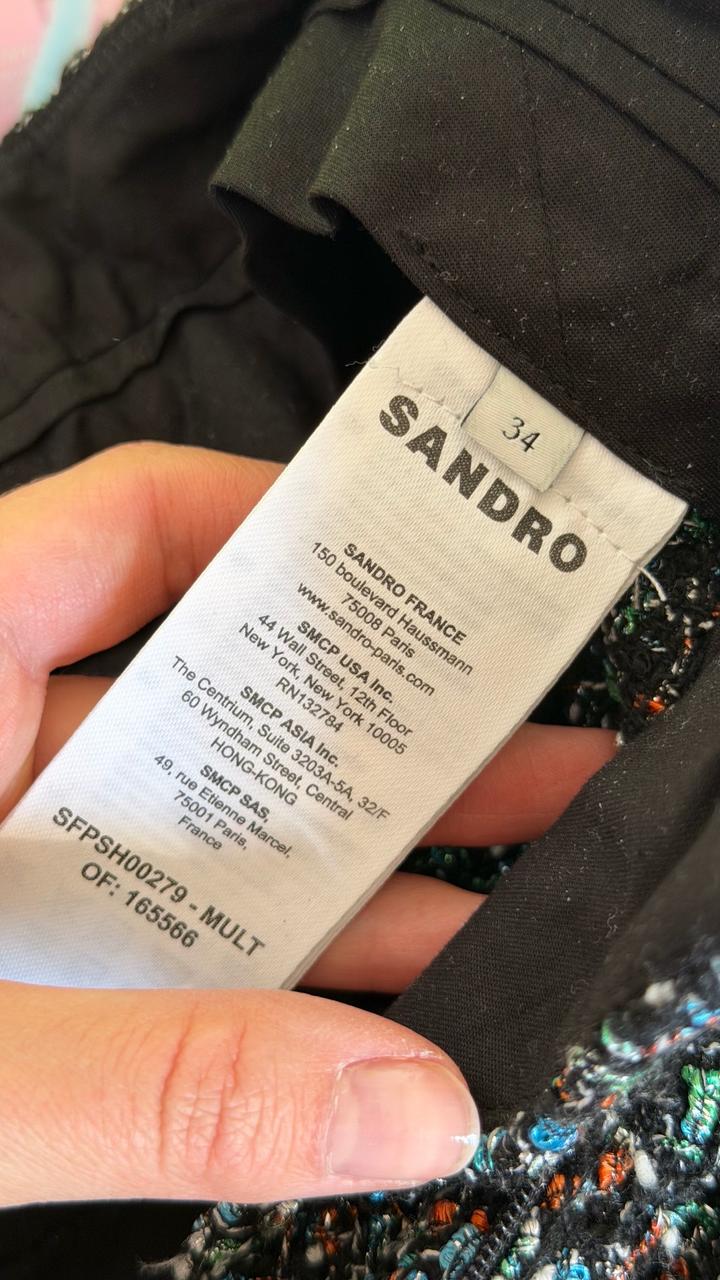 34
SANDRO
SANDRO FRANCE
150 boulevard Haussmann
75008 Paris
www.sandro-paris.com
SMCP USA Inc.
44 Wall Street, 12th Floor
New York, New York 10005
RN132784
SMCP ASIA Inc.
The Centrium, Suite 3203A-5A, 32/F
60 Wyndham Street, Central
HONG-KONG
SMCP SAS,
49, rue Etienne Marcel,
75001 Paris,
France
SFPSH00279 - MULT
OF: 165566